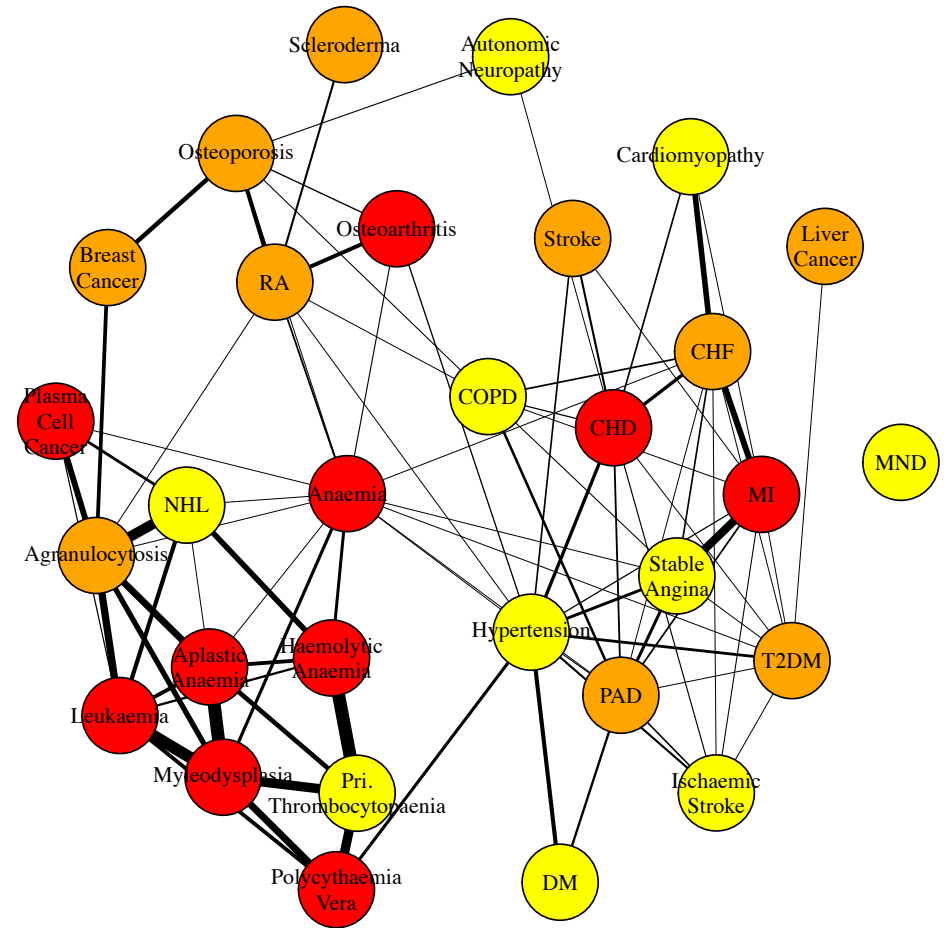 Scleroderma
Autonomic
Neuropathy
Osteoporosis
Cardiomyopathy
Osteoarthritis
Stroke
Liver
Cancer
Breast
Cancer
RA
CHF
COPD
Plasma
Cell
Cancer
CHD
MND
Anaemia
MI
NHL
Agranulocytosis
Stable
Angina
Hypertension
Haemolytic
Anaemia
Aplastic
Anaemia
T2DM
PAD
Leukaemia
Myleodysplasia
Pri.
Thrombocytopaenia
Ischaemic
Stroke
Polycythaemia
Vera
DM